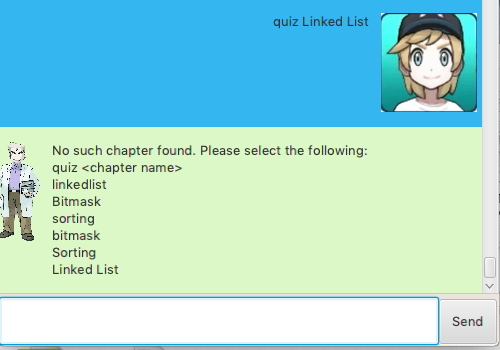 quiz Linked List
No such chapter found. Please select the following:
quiz <chapter name>
linkedlist
Bitmask
sorting
bitmask
Sorting
Linked List
Send